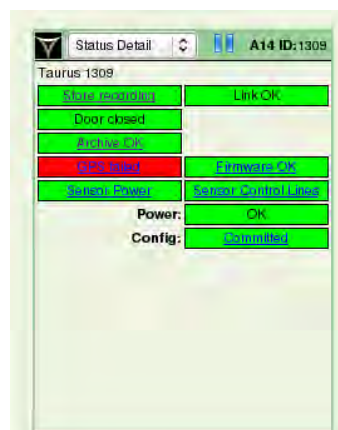 Status Detail A14 ID:1309
Taurus 1309
Store recording Link OK
Door closed
Archive OK
GPS failed Firmware OK
Sensor Power Sensor Control Lines
Power: OK
Config: Committed